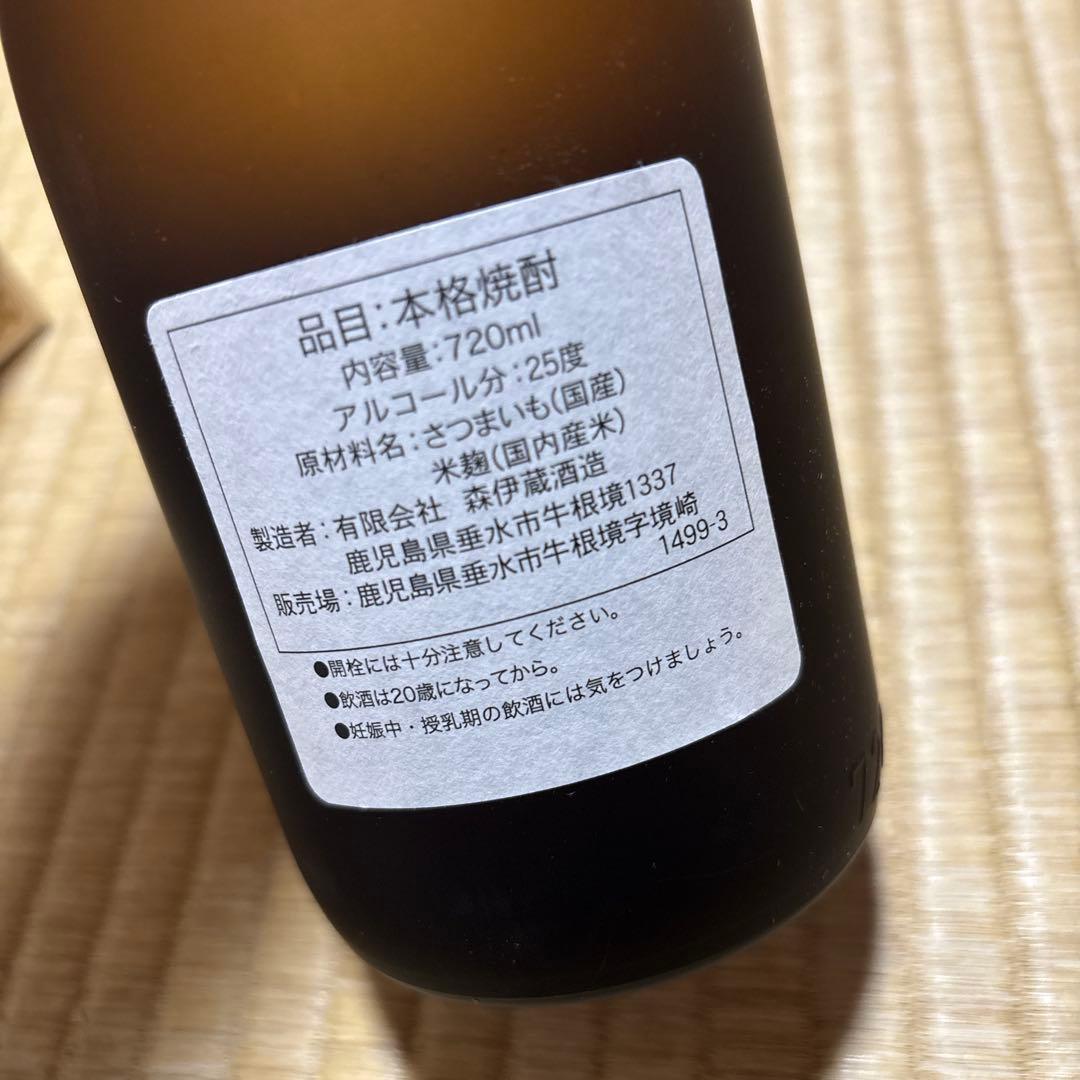 品目:本格焼酎
内容量:720ml
アルコール分:25度
原材料名:さつまいも(国産)
米麹(国内産米)
製造者:有限会社 森伊蔵酒造
鹿児島県垂水市牛根境1337
販売場:鹿児島県垂水市牛根境字境崎
1499-3
●開栓には十分注意してください。
●飲酒は20歳になってから。
●妊娠中・授乳期の飲酒には気をつけましょう。